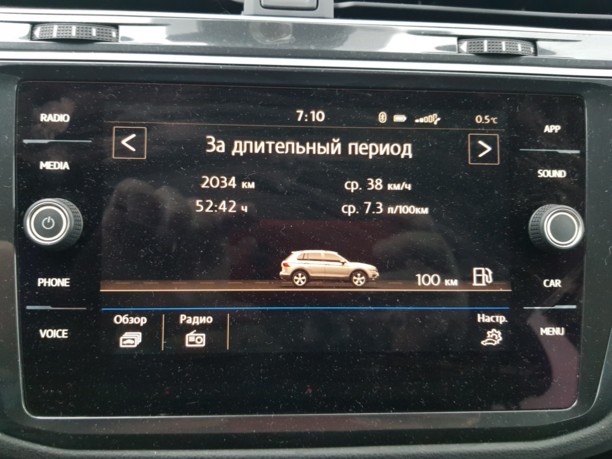 RADIO
MEDIA
PHONE
VOICE
7:10
0.5°C
< За длительный период >
2034 км
ср. 38 км/ч
52:42 ч
ср. 7.3 л/100км
100 км
Обзор
Радио
Настр.
APP
SOUND
CAR
MENU